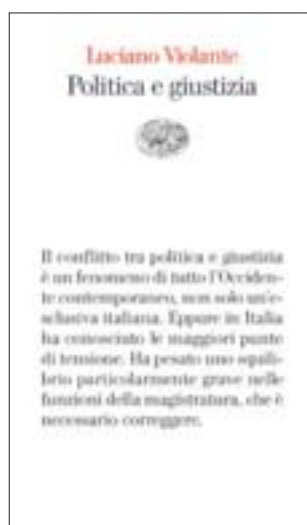 Luciano Violante
Politica e giustizia
Il conflitto tra politica e giustizia
è un fenomeno di tutto l'Occiden-
te contemporaneo, non solo un'e-
sclusiva italiana. Eppure in Italia
ha conosciuto le maggiori punte
di tensione. Ha pesato uno squili-
brio particolarmente grave nelle
funzioni della magistratura, che è
necessario correggere.